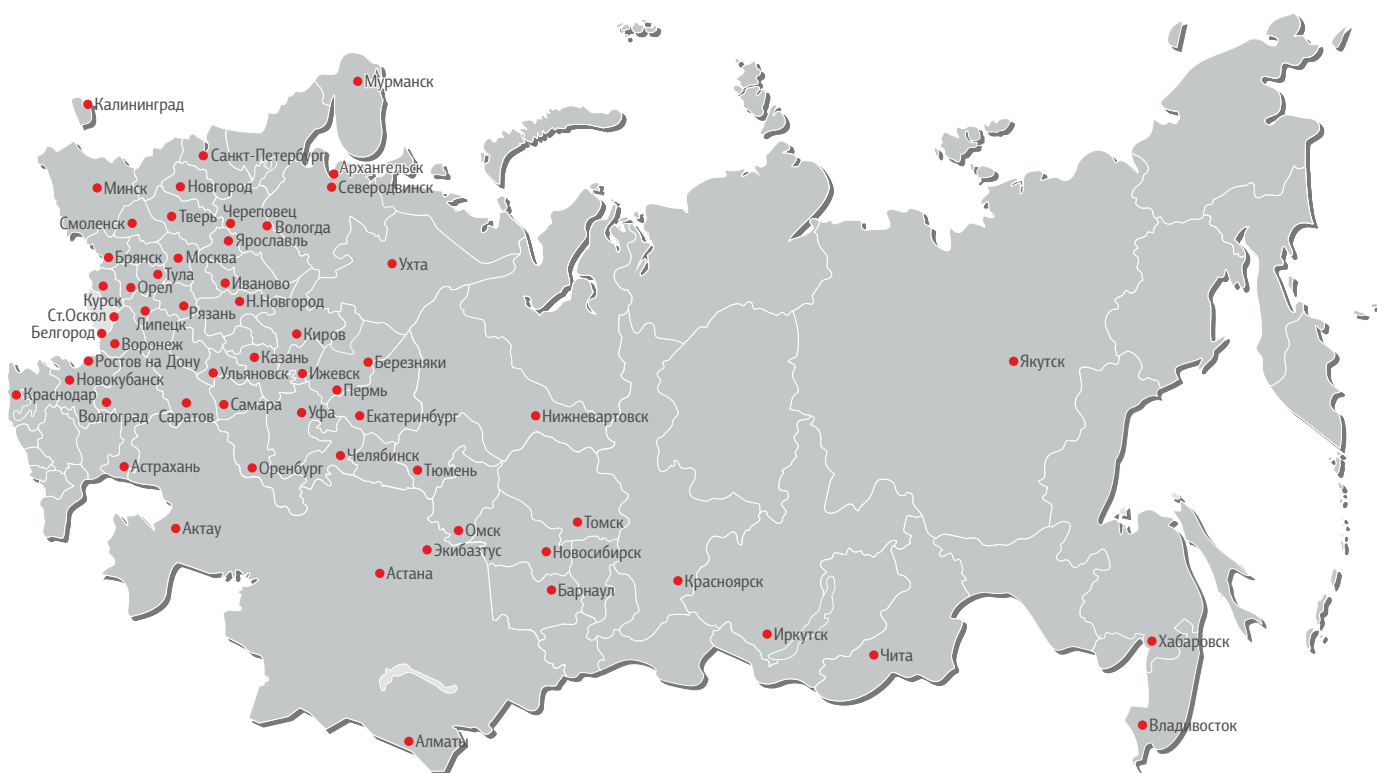 Мурманск
Калининград
Санкт-Петербург
Архангельск
Минск
Новгород
Северодвинск
Смоленск
Тверь
Череповец
Вологда
Ярославль
Брянск
Москва
Ухта
Тула
Орел
Иваново
Курск
Н.Новгород
Ст.Оскол
Липецк
Рязань
Белгород
Воронеж
Киров
Ростов на Дону
Казань
Березняки
Якутск
Новокубанск
Ульяновск
Ижевск
Краснодар
Пермь
Волгоград
Саратов
Самара
Уфа
Екатеринбург
Нижневартовск
Челябинск
Астрахань
Оренбург
Тюмень
Актау
Омск
Томск
Экибазтус
Новосибирск
Астана
Барнаул
Красноярск
Иркутск
Хабаровск
Чита
Владивосток
Алматы